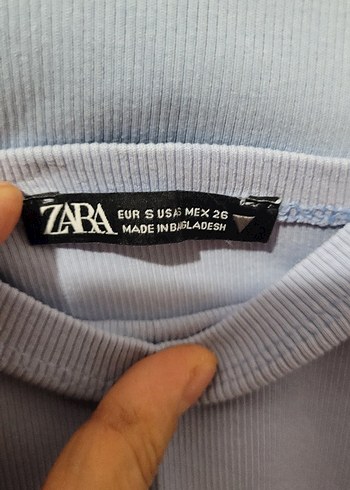 ZARA
EUR S USA S MEX 26
MADE IN BANGLADESH